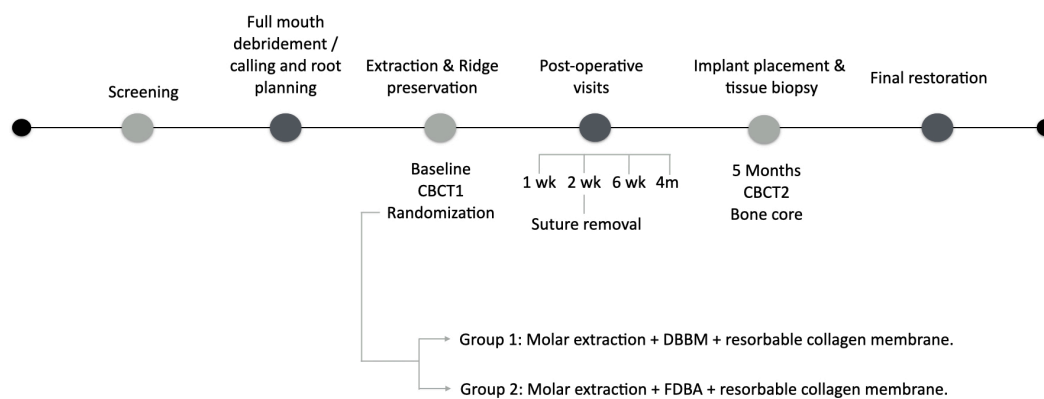 Screening
Full mouth
debridement /
calling and root
planning
Extraction & Ridge
preservation
Post-operative
visits
Implant placement &
tissue biopsy
Final restoration
Baseline
CBCT1
Randomization
1 wk 2 wk 6 wk 4m
Suture removal
5 Months
CBCT2
Bone core
Group 1: Molar extraction + DBBM + resorbable collagen membrane.
Group 2: Molar extraction + FDBA + resorbable collagen membrane.